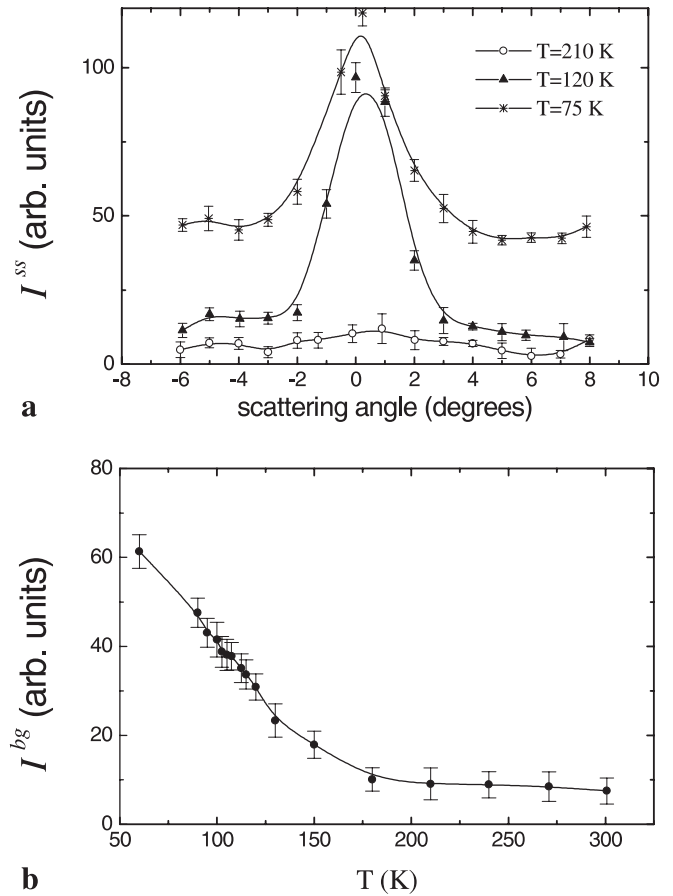 100
50
0
I ss (arb. units)
T=210 K
T=120 K
T=75 K
-8 -6 -4 -2 0 2 4 6 8 10
scattering angle (degrees)
a
80
60
40
20
0
I bg (arb. units)
50 100 150 200 250 300
T (K)
b